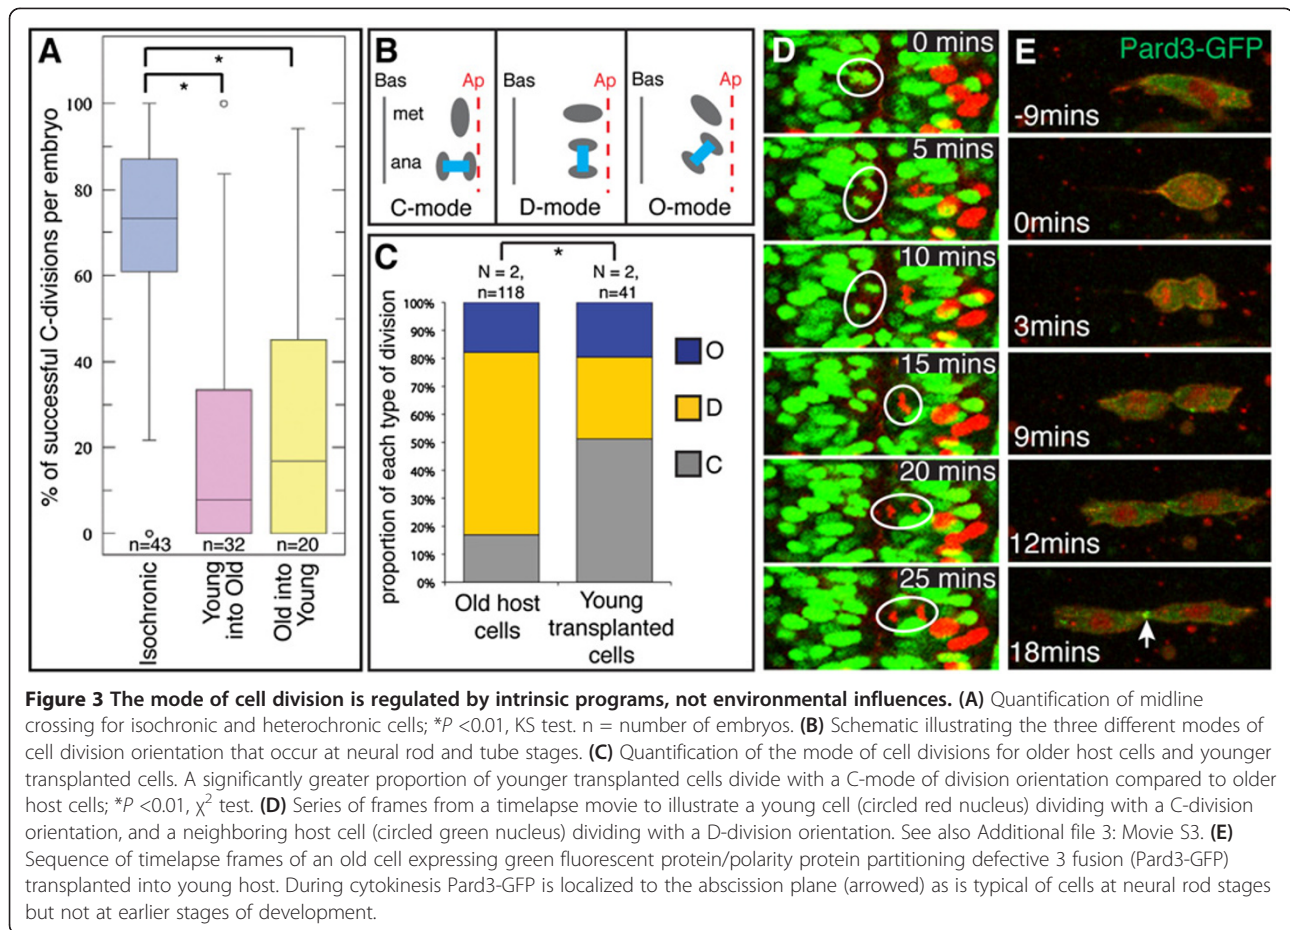 A
% of successful C-divisions per embryo
100
80
60
40
20
0
*
*
n=43
n=32
n=20
Isochronic
Young
into Old
Old into
Young
B
Bas
Ap
Bas
Ap
Bas
Ap
met
ana
C-mode
D-mode
O-mode
C
*
N = 2,
n=118
N = 2,
n=41
proportion of each type of division
100%
90%
80%
70%
60%
50%
40%
30%
20%
10%
0%
O
D
C
Old host
cells
Young
transplanted
cells
D
0 mins
5 mins
10 mins
15 mins
20 mins
25 mins
E
Pard3-GFP
-9mins
0mins
3mins
9mins
12mins
18mins
Figure 3 The mode of cell division is regulated by intrinsic programs, not environmental influences. (A) Quantification of midline
crossing for isochronic and heterochronic cells; *P <0.01, KS test. n = number of embryos. (B) Schematic illustrating the three different modes of
cell division orientation that occur at neural rod and tube stages. (C) Quantification of the mode of cell divisions for older host cells and younger
transplanted cells. A significantly greater proportion of younger transplanted cells divide with a C-mode of division orientation compared to older
host cells; *P <0.01, χ² test. (D) Series of frames from a timelapse movie to illustrate a young cell (circled red nucleus) dividing with a C-division
orientation, and a neighboring host cell (circled green nucleus) dividing with a D-division orientation. See also Additional file 3: Movie S3. (E)
Sequence of timelapse frames of an old cell expressing green fluorescent protein/polarity protein partitioning defective 3 fusion (Pard3-GFP)
transplanted into young host. During cytokinesis Pard3-GFP is localized to the abscission plane (arrowed) as is typical of cells at neural rod stages
but not at earlier stages of development.